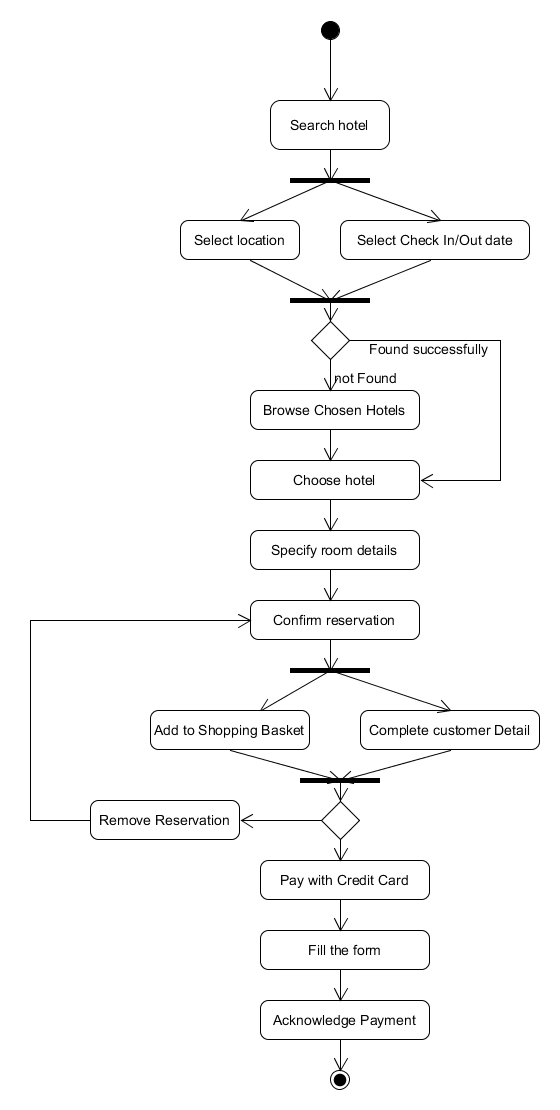 Search hotel
Select location
Select Check In/Out date
Found successfully
not Found
Browse Chosen Hotels
Choose hotel
Specify room details
Confirm reservation
Add to Shopping Basket
Complete customer Detail
Remove Reservation
Pay with Credit Card
Fill the form
Acknowledge Payment